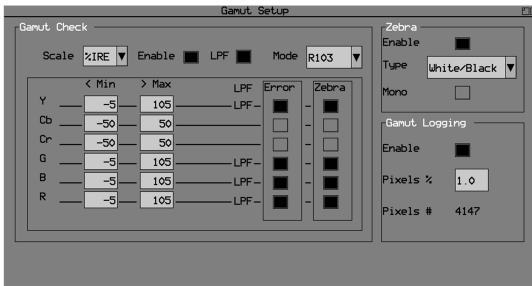 Gamut Setup
Gamut Check
Scale %IRE Enable LPF Mode R103
< Min > Max LPF Error Zebra
Y -5 105 LPF
Cb -50 50
Cr -50 50
G -5 105 LPF
B -5 105 LPF
R -5 105 LPF
Zebra
Enable
Type White/Black
Mono
Gamut Logging
Enable
Pixels % 1.0
Pixels # 4147